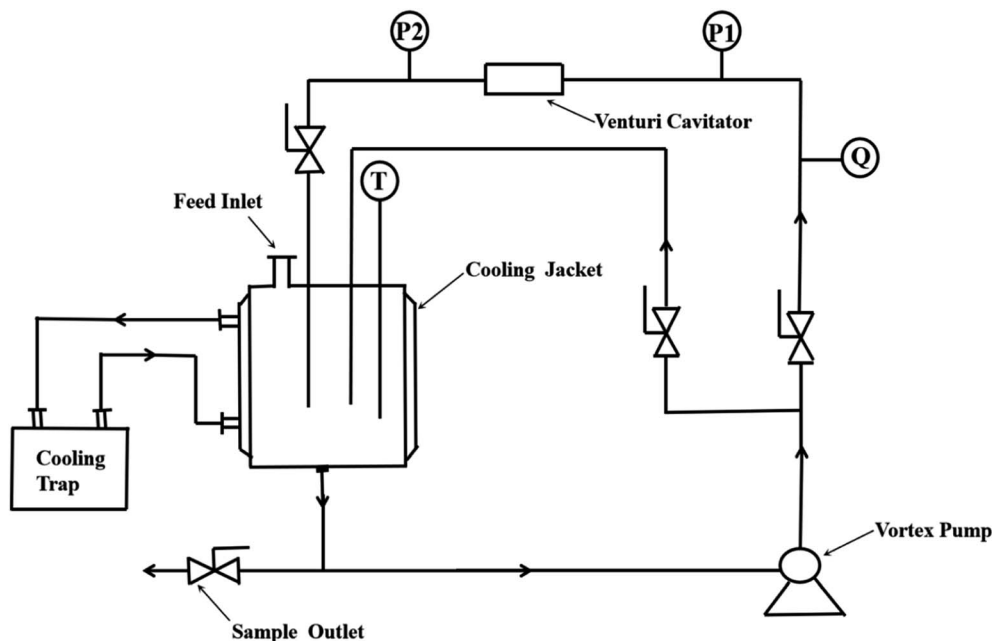 P2
P1
Venturi Cavitator
Q
T
Feed Inlet
Cooling Jacket
Cooling
Trap
Vortex Pump
Sample Outlet